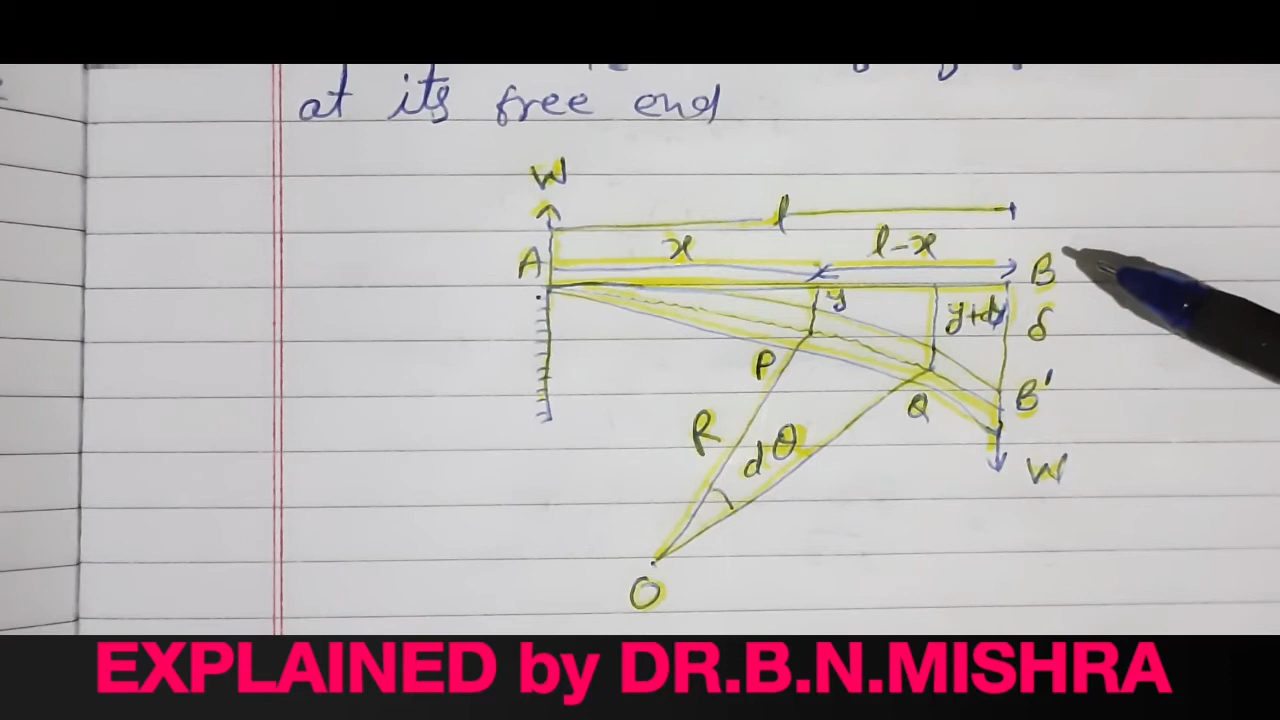 at its free end
W
l
x l-x
A B
y y+dy δ
P B'
Q
R
dθ
W
O
EXPLAINED by DR.B.N.MISHRA